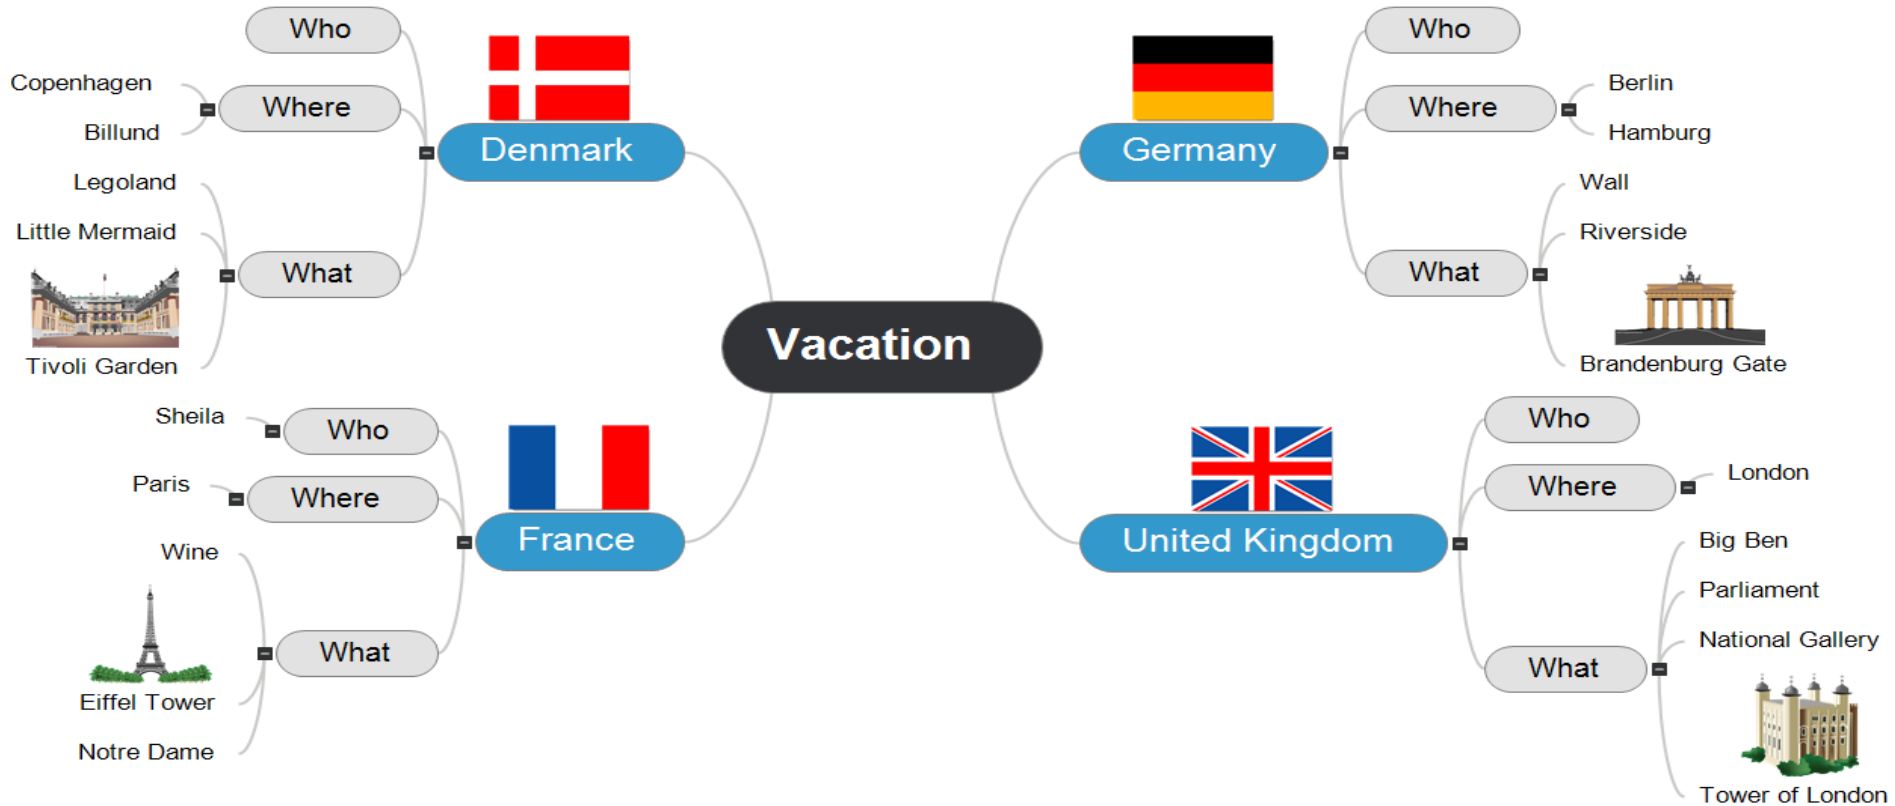 Vacation
Denmark
Who
Where
Copenhagen
Billund
What
Legoland
Little Mermaid
Tivoli Garden
France
Who
Sheila
Where
Paris
What
Wine
Eiffel Tower
Notre Dame
Germany
Who
Where
Berlin
Hamburg
What
Wall
Riverside
Brandenburg Gate
United Kingdom
Who
Where
London
What
Big Ben
Parliament
National Gallery
Tower of London